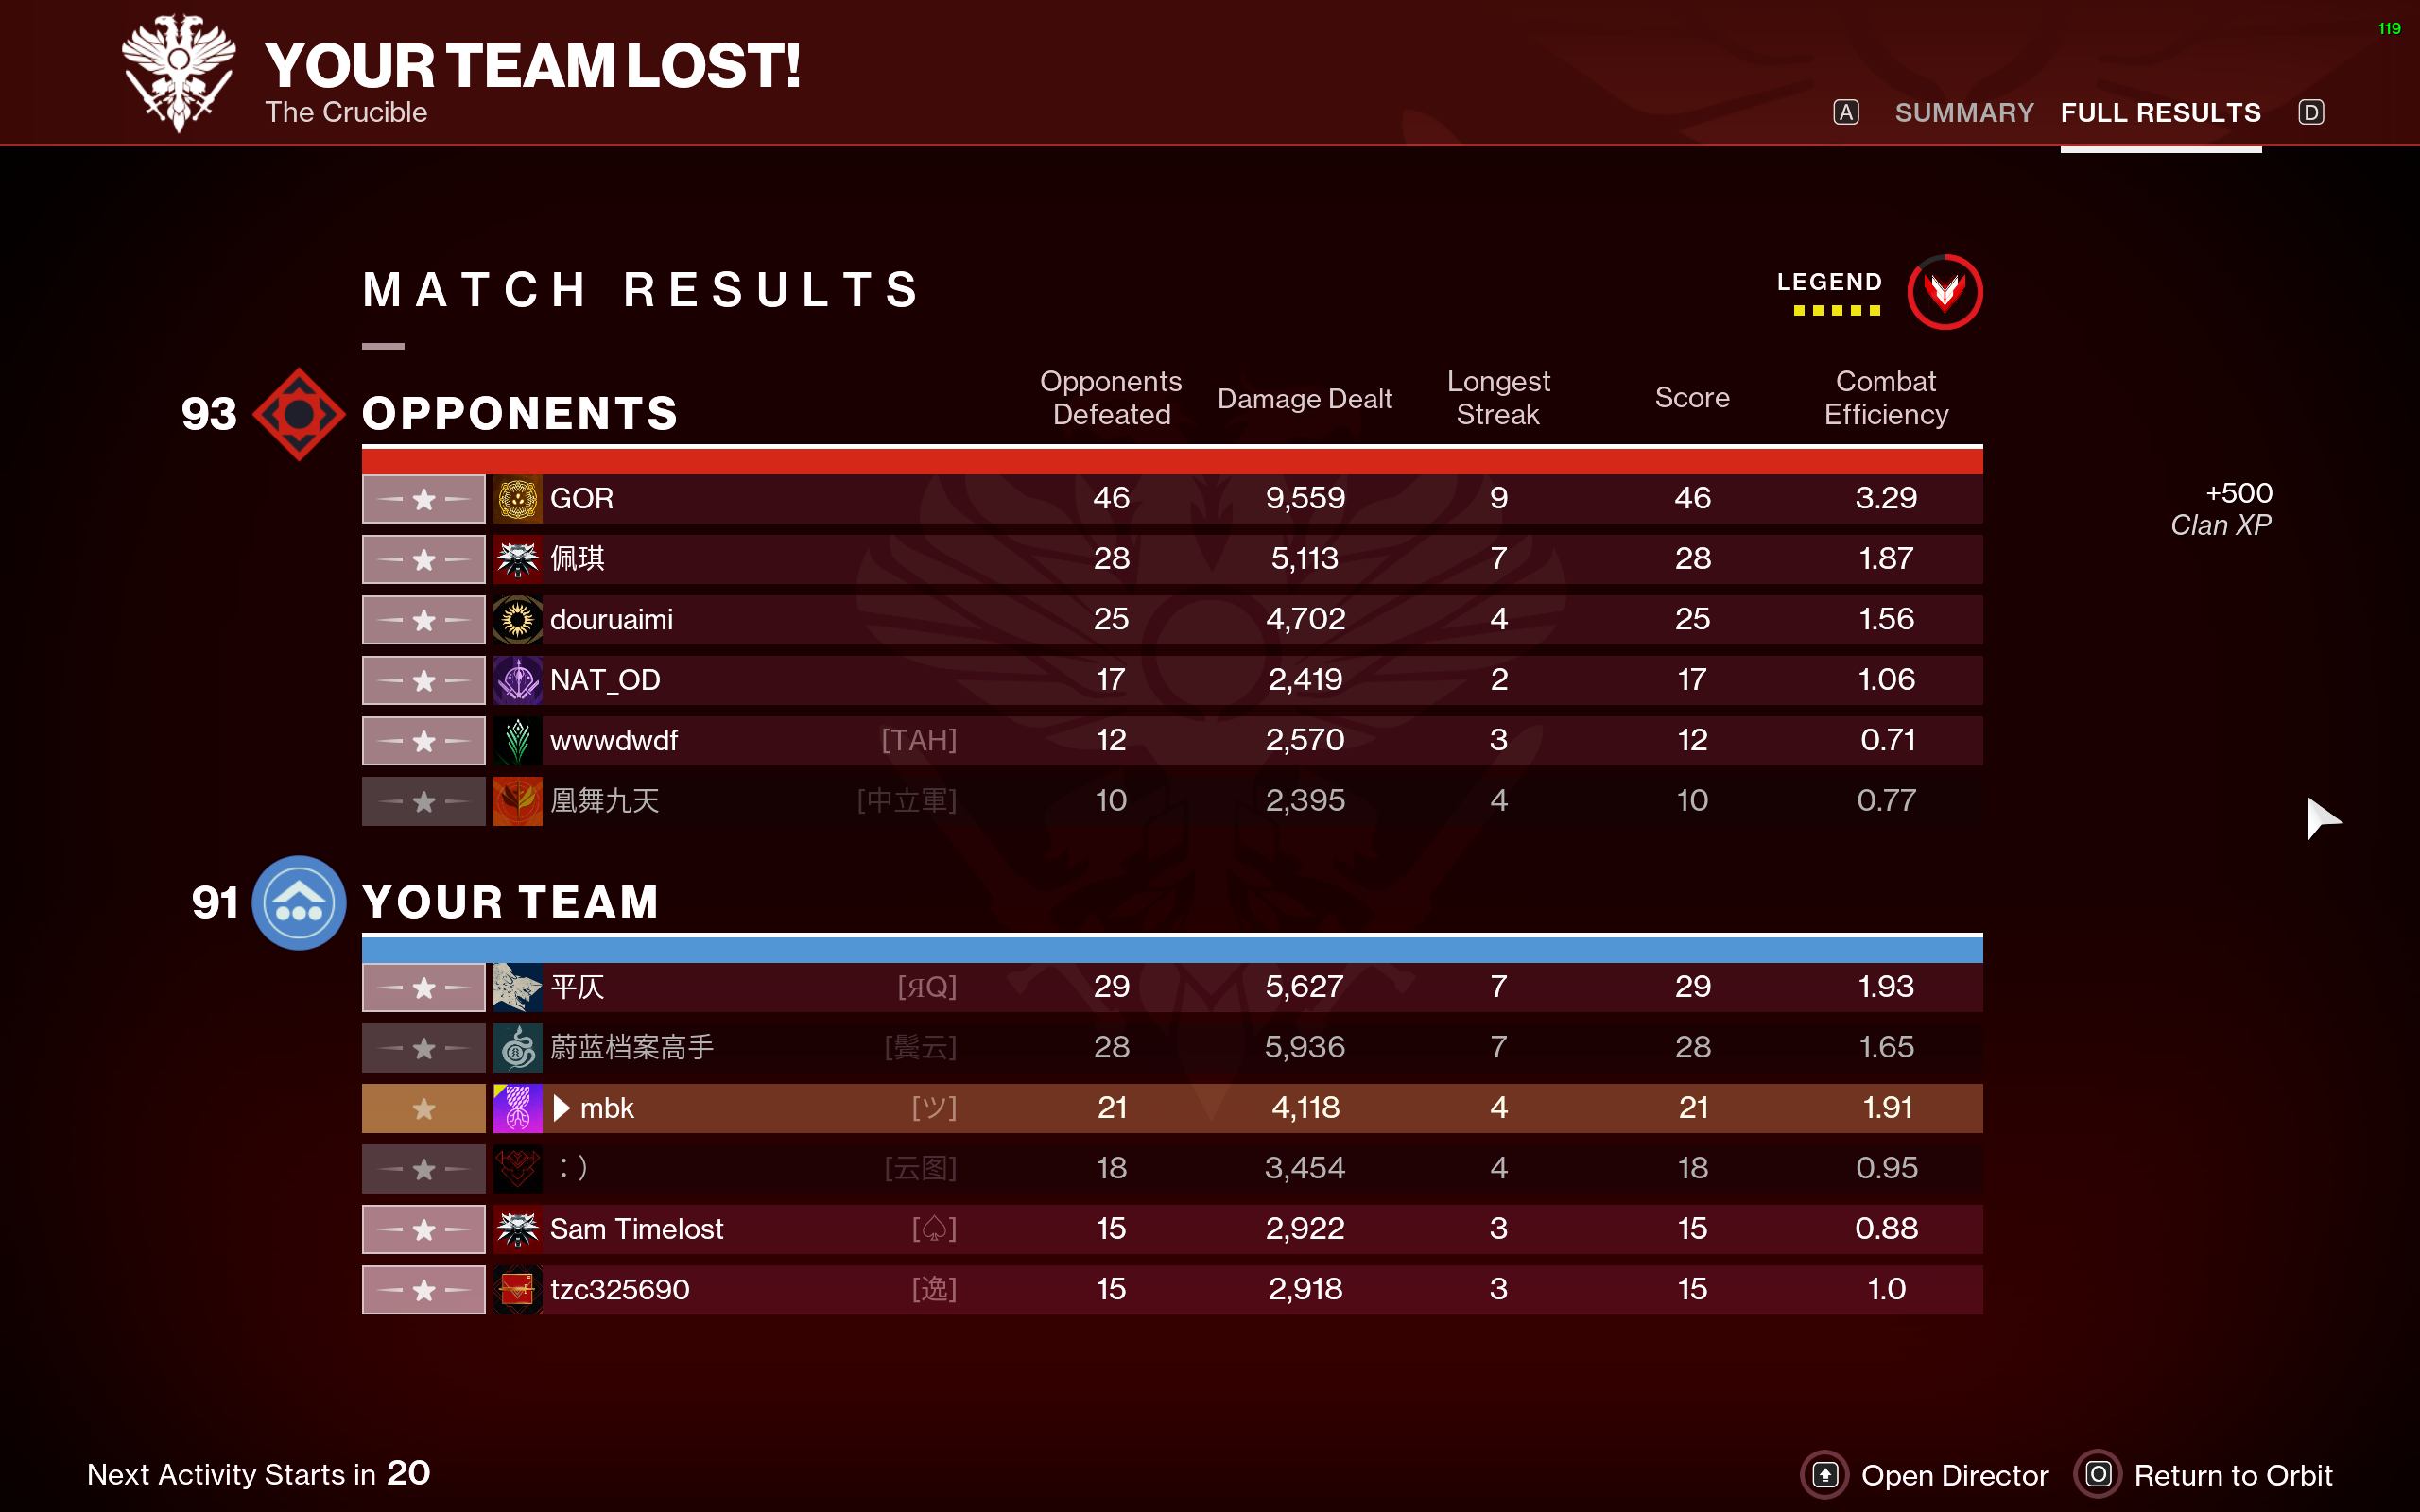 119
YOUR TEAM LOST!
The Crucible
A SUMMARY FULL RESULTS D
MATCH RESULTS
LEGEND
93 OPPONENTS
Opponents Defeated Damage Dealt Longest Streak Score Combat Efficiency
GOR 46 9,559 9 46 3.29
+500
Clan XP
佩琪 28 5,113 7 28 1.87
douruaimi 25 4,702 4 25 1.56
NAT_OD 17 2,419 2 17 1.06
wwwdwdf [TAH] 12 2,570 3 12 0.71
凰舞九天 [中立軍] 10 2,395 4 10 0.77
91 YOUR TEAM
平仄 [ЯQ] 29 5,627 7 29 1.93
蔚蓝档案高手 [鬓云] 28 5,936 7 28 1.65
mbk [ツ] 21 4,118 4 21 1.91
：） [云图] 18 3,454 4 18 0.95
Sam Timelost [♤] 15 2,922 3 15 0.88
tzc325690 [逸] 15 2,918 3 15 1.0
Next Activity Starts in 20
Open Director O Return to Orbit